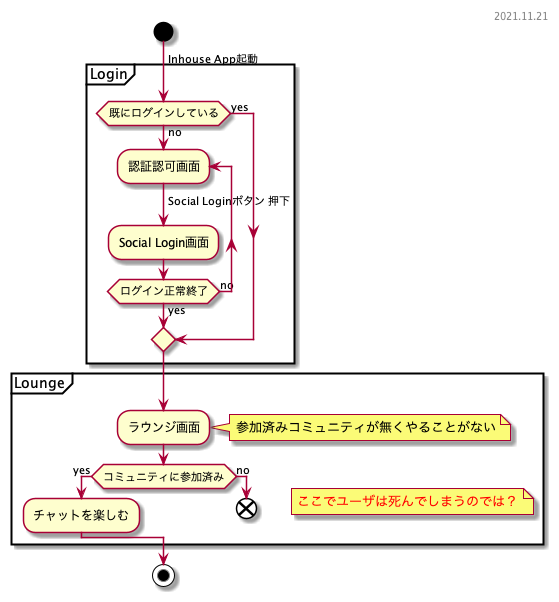 2021.11.21
Inhouse App起動
Login
既にログインしている
yes
no
認証認可画面
Social Loginボタン 押下
Social Login画面
ログイン正常終了
no
yes
Lounge
ラウンジ画面
参加済みコミュニティが無くやることがない
yes
コミュニティに参加済み
no
ここでユーザは死んでしまうのでは？
チャットを楽しむ